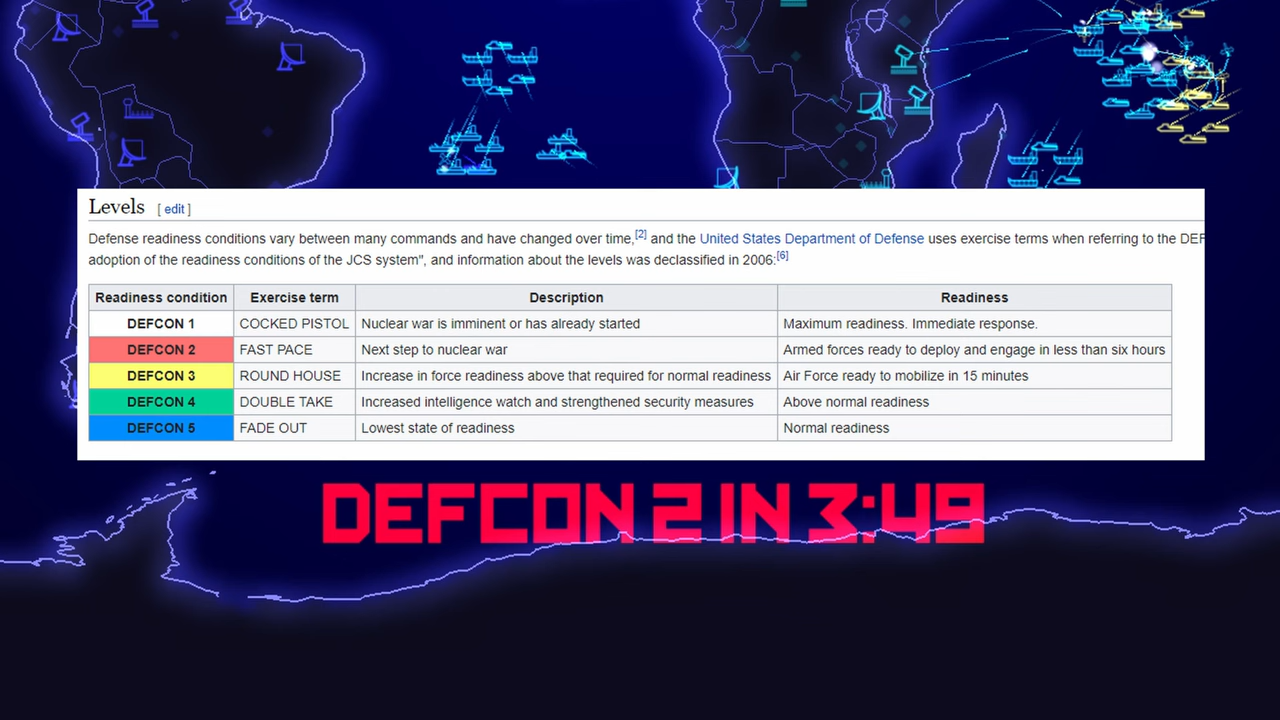 Levels [ edit ]
Defense readiness conditions vary between many commands and have changed over time,[2] and the United States Department of Defense uses exercise terms when referring to the DEF
adoption of the readiness conditions of the JCS system", and information about the levels was declassified in 2006:[6]
Readiness condition Exercise term Description Readiness
DEFCON 1 COCKED PISTOL Nuclear war is imminent or has already started Maximum readiness. Immediate response.
DEFCON 2 FAST PACE Next step to nuclear war Armed forces ready to deploy and engage in less than six hours
DEFCON 3 ROUND HOUSE Increase in force readiness above that required for normal readiness Air Force ready to mobilize in 15 minutes
DEFCON 4 DOUBLE TAKE Increased intelligence watch and strengthened security measures Above normal readiness
DEFCON 5 FADE OUT Lowest state of readiness Normal readiness
DEFCON 2 IN 3:49